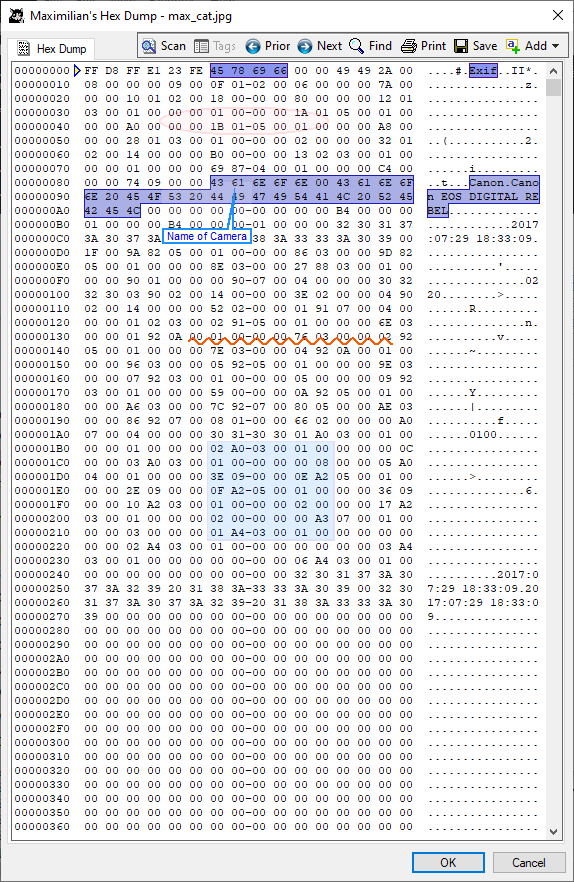 Maximilian's Hex Dump - max_cat.jpg
Hex Dump Scan Tags Prior Next Find Print Save Add
00000000 FF D8 FF E1 23 FE 45 78 69 66 00 00 49 49 2A 00 ....#.Exif..II*.
00000010 08 00 00 00 09 00 0F 01-02 00 06 00 00 00 7A 00 ..............z.
00000020 00 00 10 01 02 00 18 00-00 00 80 00 00 00 12 01 ................
00000030 03 00 01 00 00 00 01 00-00 00 1A 01 05 00 01 00 ................
00000040 00 00 A0 00 00 00 1B 01-05 00 01 00 00 00 A8 00 ................
00000050 00 00 28 01 03 00 01 00-00 00 02 00 00 00 32 01 ..(...........2.
00000060 02 00 14 00 00 00 B0 00-00 00 13 02 03 00 01 00 ................
00000070 00 00 01 00 00 00 69 87-04 00 01 00 00 00 C4 00 ......i.........
00000080 00 00 74 09 00 00 43 61 6E 6F 6E 00 43 61 6E 6F ..t...Canon.Cano
00000090 6E 20 45 4F 53 20 44 49 47 49 54 41 4C 20 52 45 n EOS DIGITAL RE
000000A0 42 45 4C 00 00 00 00 00-00 00 00 00 B4 00 00 00 BEL.............
000000B0 01 00 00 00 B4 00 00 00-01 00 00 00 32 30 31 37 ............2017
Name of Camera
000000C0 3A 30 37 3A 38 3A 33 33 3A 30 39 00 :07:29 18:33:09.
000000D0 1F 00 9A 82 05 00 01 00-00 00 86 03 00 00 9D 82 ................
000000E0 05 00 01 00 00 00 8E 03-00 00 27 88 03 00 01 00 ..........'.....
000000F0 00 00 90 01 00 00 00 90-07 00 04 00 00 00 30 32 ..............02
00000100 32 30 03 90 02 00 14 00-00 00 3E 02 00 00 04 90 20........>.....
00000110 02 00 14 00 00 00 52 02-00 00 01 91 07 00 04 00 ......R.........
00000120 00 00 01 02 03 00 02 91-05 00 01 00 00 00 6E 03 ..............n.
00000130 00 00 01 92 0A 00 01 00-00 00 76 03 00 00 02 92 ..........v.....
00000140 05 00 01 00 00 00 7E 03-00 00 04 92 0A 00 01 00 ......~.........
00000150 00 00 96 03 00 00 05 92-05 00 01 00 00 00 9E 03 ................
00000160 00 00 07 92 03 00 01 00-00 00 05 00 00 00 09 92 ................
00000170 03 00 01 00 00 00 59 00-00 00 0A 92 05 00 01 00 ......Y.........
00000180 00 00 A6 03 00 00 7C 92-07 00 80 05 00 00 AE 03 ......|.........
00000190 00 00 86 92 07 00 08 01-00 00 66 02 00 00 00 A0 ..........f.....
000001A0 07 00 04 00 00 00 30 31-30 30 01 A0 03 00 01 00 ......0100......
000001B0 00 00 01 00 00 00 02 A0-03 00 01 00 00 00 00 0C ................
000001C0 00 00 03 A0 03 00 01 00-00 00 00 08 00 00 05 A0 ................
000001D0 04 00 01 00 00 00 3E 09-00 00 0E A2 05 00 01 00 ......>.........
000001E0 00 00 2E 09 00 00 0F A2-05 00 01 00 00 00 36 09 ..............6.
000001F0 00 00 10 A2 03 00 01 00-00 00 02 00 00 00 17 A2 ................
00000200 03 00 01 00 00 00 02 00-00 00 00 A3 07 00 01 00 ................
00000210 00 00 03 00 00 00 01 A4-03 00 01 00 00 00 00 00 ................
00000220 00 00 02 A4 03 00 01 00-00 00 00 00 00 00 03 A4 ................
00000230 03 00 01 00 00 00 00 00-00 00 06 A4 03 00 01 00 ................
00000240 00 00 00 00 00 00 00 00-00 00 32 30 31 37 3A 30 ..........2017:0
00000250 37 3A 32 39 20 31 38 3A-33 33 3A 30 39 00 32 30 7:29 18:33:09.20
00000260 31 37 3A 30 37 3A 32 39-20 31 38 3A 33 33 3A 30 17:07:29 18:33:0
00000270 39 00 00 00 00 00 00 00-00 00 00 00 00 00 00 00 9...............
00000280 00 00 00 00 00 00 00 00-00 00 00 00 00 00 00 00 ................
00000290 00 00 00 00 00 00 00 00-00 00 00 00 00 00 00 00 ................
000002A0 00 00 00 00 00 00 00 00-00 00 00 00 00 00 00 00 ................
000002B0 00 00 00 00 00 00 00 00-00 00 00 00 00 00 00 00 ................
000002C0 00 00 00 00 00 00 00 00-00 00 00 00 00 00 00 00 ................
000002D0 00 00 00 00 00 00 00 00-00 00 00 00 00 00 00 00 ................
000002E0 00 00 00 00 00 00 00 00-00 00 00 00 00 00 00 00 ................
000002F0 00 00 00 00 00 00 00 00-00 00 00 00 00 00 00 00 ................
00000300 00 00 00 00 00 00 00 00-00 00 00 00 00 00 00 00 ................
00000310 00 00 00 00 00 00 00 00-00 00 00 00 00 00 00 00 ................
00000320 00 00 00 00 00 00 00 00-00 00 00 00 00 00 00 00 ................
00000330 00 00 00 00 00 00 00 00-00 00 00 00 00 00 00 00 ................
00000340 00 00 00 00 00 00 00 00-00 00 00 00 00 00 00 00 ................
00000350 00 00 00 00 00 00 00 00-00 00 00 00 00 00 00 00 ................
00000360 00 00 00 00 00 00 00 00-00 00 00 00 00 00 00 00 ................
OK Cancel